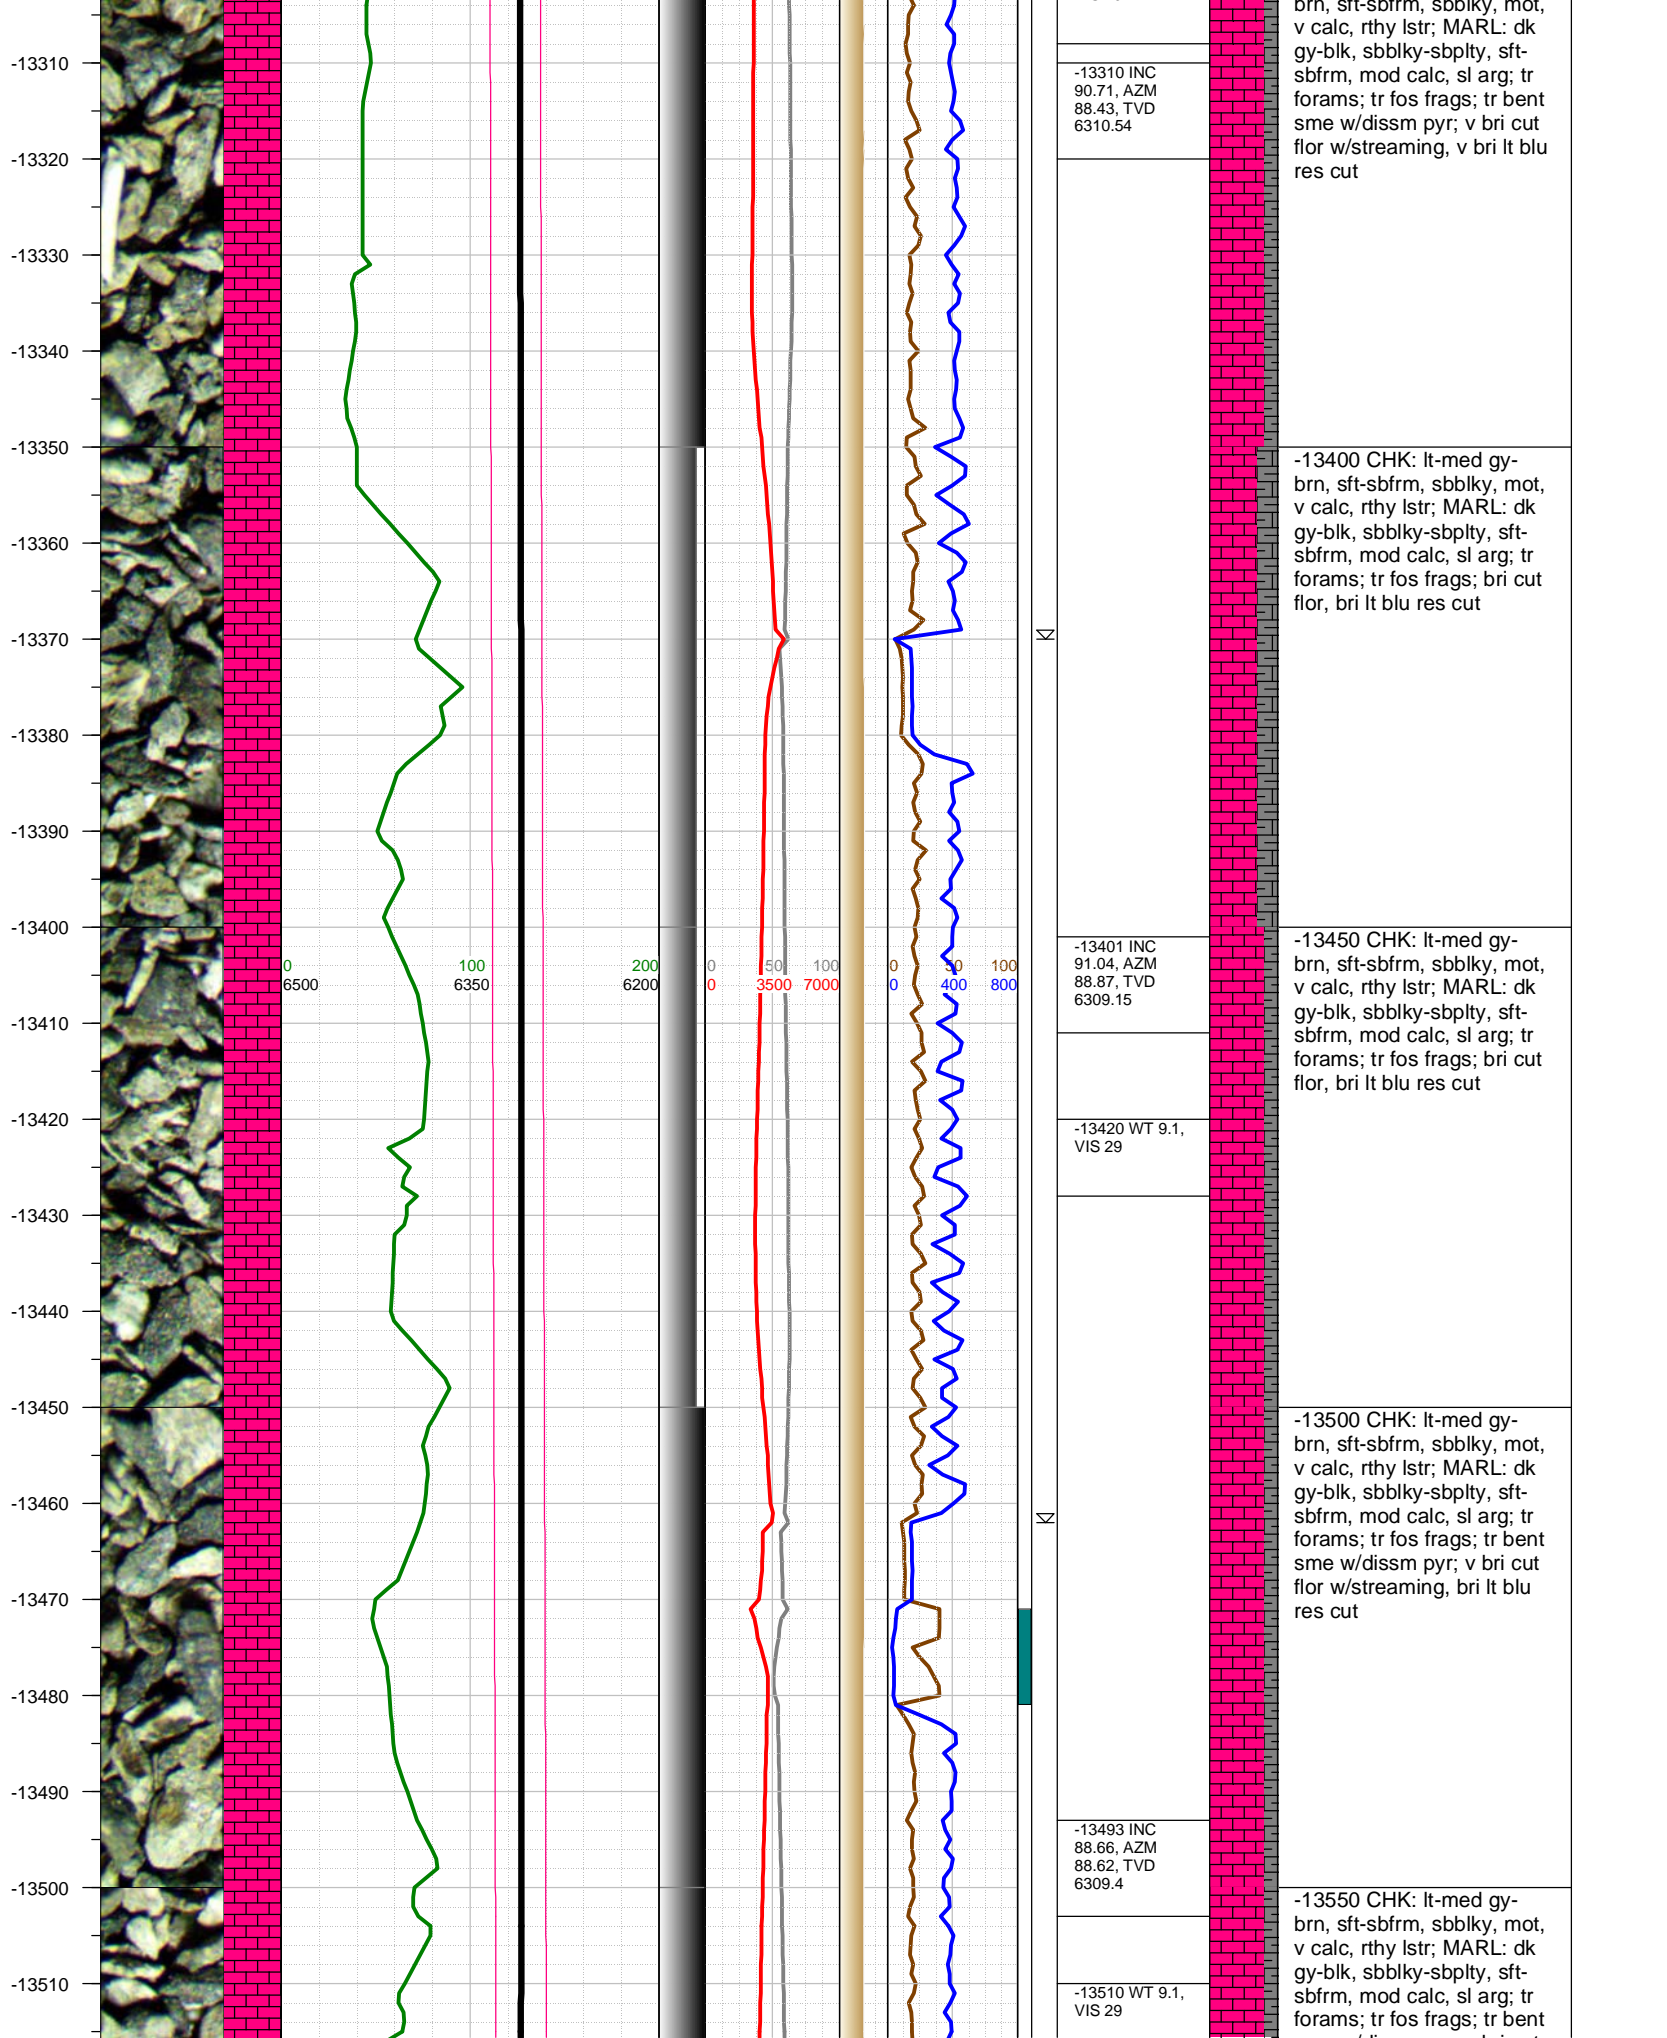 -13310
-13320
-13330
-13340
-13350
-13360
-13370
-13380
-13390
-13400
-13410
-13420
-13430
-13440
-13450
-13460
-13470
-13480
-13490
-13500
-13510
0 100 200
6500 6350 6200
0 50 100
0 3500 7000
0 50 100
0 400 800
-13310 INC
90.71, AZM
88.43, TVD
6310.54
-13401 INC
91.04, AZM
88.87, TVD
6309.15
-13420 WT 9.1,
VIS 29
-13493 INC
88.66, AZM
88.62, TVD
6309.4
-13510 WT 9.1,
VIS 29
brn, sft-sbfrm, sbblky, mot,
v calc, rthy lstr; MARL: dk
gy-blk, sbblky-sbplty, sft-
sbfrm, mod calc, sl arg; tr
forams; tr fos frags; tr bent
sme w/dissm pyr; v bri cut
flor w/streaming, v bri lt blu
res cut
-13400 CHK: lt-med gy-
brn, sft-sbfrm, sbblky, mot,
v calc, rthy lstr; MARL: dk
gy-blk, sbblky-sbplty, sft-
sbfrm, mod calc, sl arg; tr
forams; tr fos frags; bri cut
flor, bri lt blu res cut
-13450 CHK: lt-med gy-
brn, sft-sbfrm, sbblky, mot,
v calc, rthy lstr; MARL: dk
gy-blk, sbblky-sbplty, sft-
sbfrm, mod calc, sl arg; tr
forams; tr fos frags; bri cut
flor, bri lt blu res cut
-13500 CHK: lt-med gy-
brn, sft-sbfrm, sbblky, mot,
v calc, rthy lstr; MARL: dk
gy-blk, sbblky-sbplty, sft-
sbfrm, mod calc, sl arg; tr
forams; tr fos frags; tr bent
sme w/dissm pyr; v bri cut
flor w/streaming, bri lt blu
res cut
-13550 CHK: lt-med gy-
brn, sft-sbfrm, sbblky, mot,
v calc, rthy lstr; MARL: dk
gy-blk, sbblky-sbplty, sft-
sbfrm, mod calc, sl arg; tr
forams; tr fos frags; tr bent